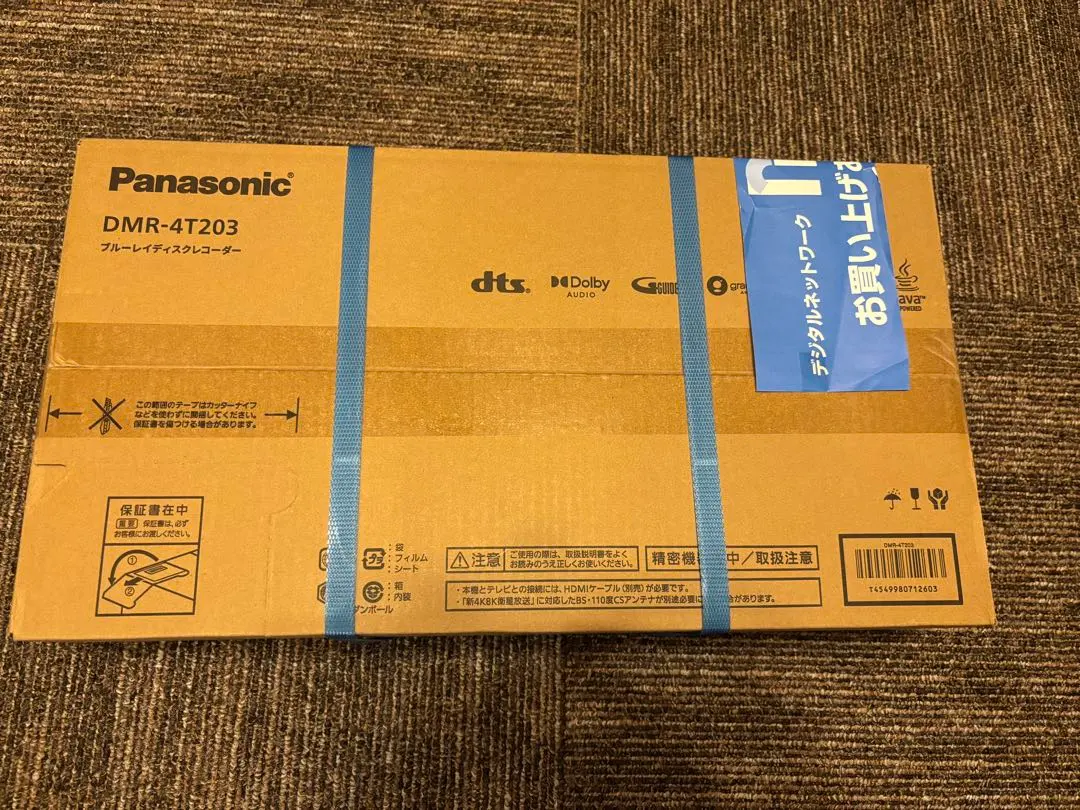 Panasonic
DMR-4T203
ブルーレイディスクレコーダー
dts
Dolby
AUDIO
G-GUIDE
デジタルネットワーク
お買い上げ
POWERED
この範囲のテープはカッターナイフ
などを使わずに開梱してください。
保証書を傷つける場合があります。
保証書在中
重要 保証書は、必ず
お客様にお渡しください。
①
②
プラ
:袋
:フィルム
:シート
:箱
:内装
ダンボール
注意
ご使用の際は、取扱説明書をよく
お読みのうえ正しくお使いください。
精密機 中/取扱注意
・本機とテレビとの接続には、HDMIケーブル(別売)が必要です。
・「新4K8K衛星放送」に対応したBS・110度CSアンテナが別途必要 合があります。
DMR-4T203
T4549980712603